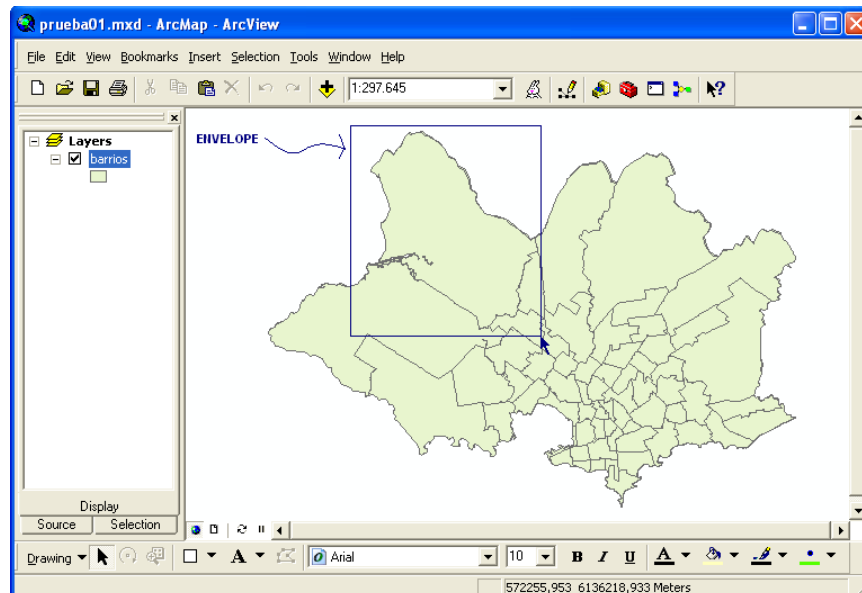 prueba01.mxd - ArcMap - ArcView
File Edit View Bookmarks Insert Selection Tools Window Help
1:297.645
Layers
barrios
ENVELOPE
Display
Source Selection
Drawing A Arial 10 B I U A
572255,953 6136218,933 Meters